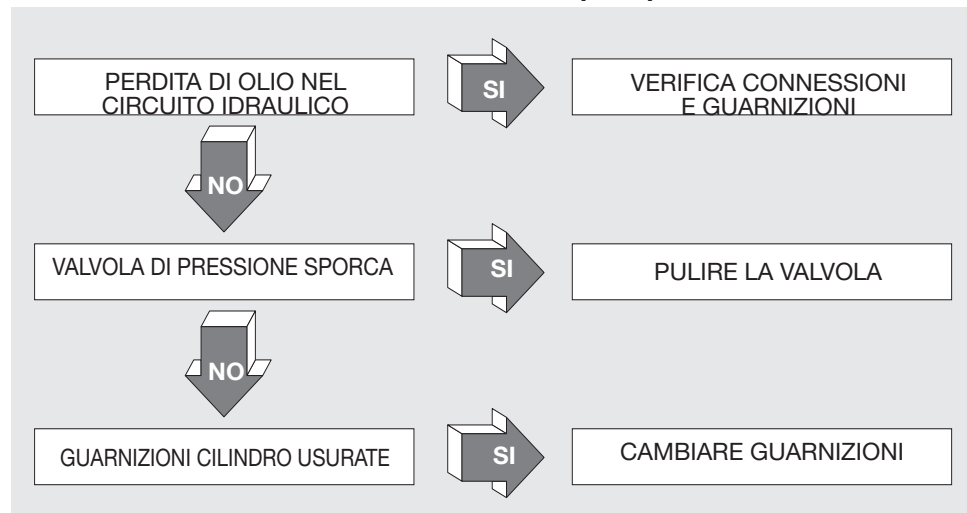 PERDITA DI OLIO NEL
CIRCUITO IDRAULICO
SI
VERIFICA CONNESSIONI
E GUARNIZIONI
NO
VALVOLA DI PRESSIONE SPORCA
SI
PULIRE LA VALVOLA
NO
GUARNIZIONI CILINDRO USURATE
SI
CAMBIARE GUARNIZIONI